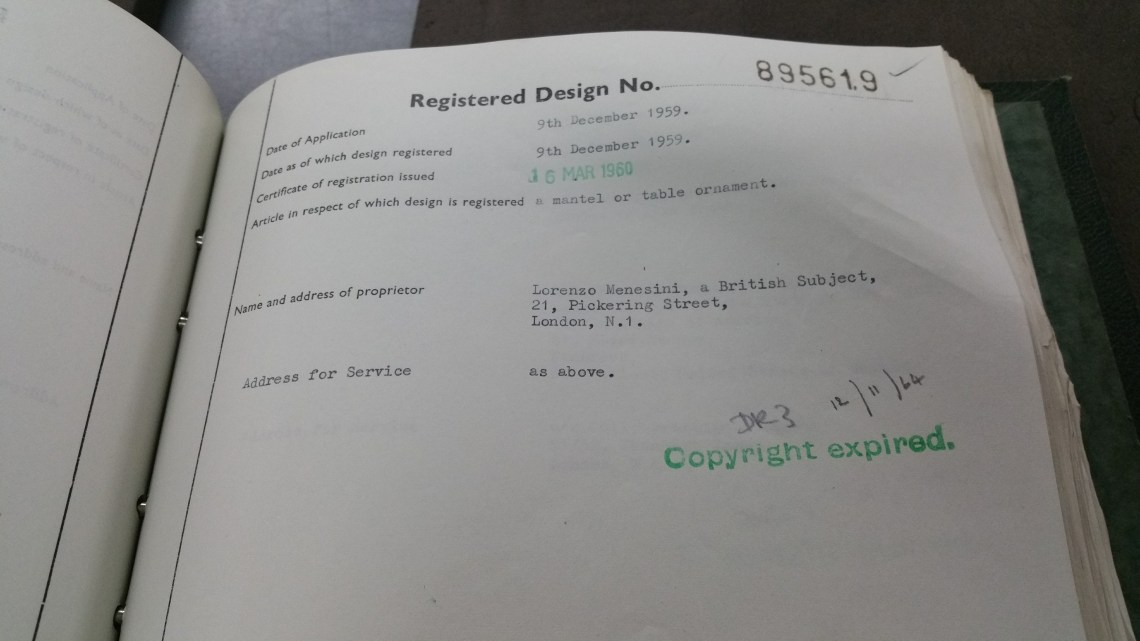 Registered Design No. 895619
Date of Application 9th December 1959.
Date as of which design registered 9th December 1959.
Certificate of registration issued 16 MAR 1960
Article in respect of which design is registered a mantel or table ornament.
Name and address of proprietor Lorenzo Menesini, a British Subject,
21, Pickering Street,
London, N.1.
Address for Service as above.
DR3 12/11/64
Copyright expired.